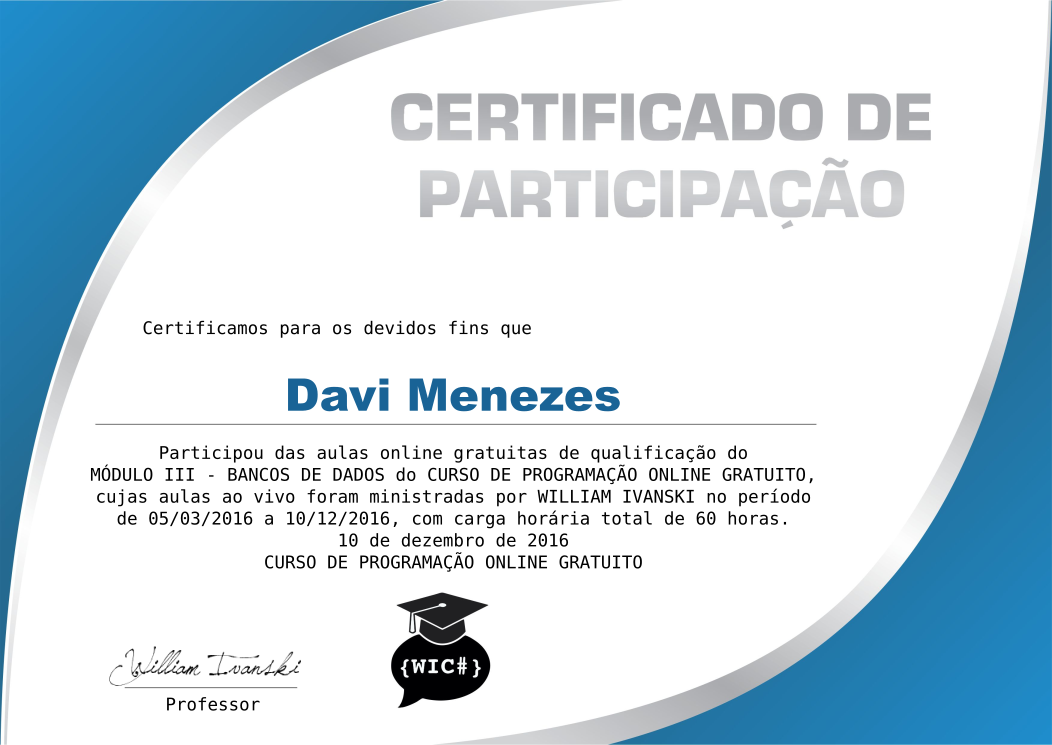 CERTIFICADO DE
PARTICIPAÇÃO
Certificamos para os devidos fins que
Davi Menezes
Participou das aulas online gratuitas de qualificação do
MÓDULO III - BANCOS DE DADOS do CURSO DE PROGRAMAÇÃO ONLINE GRATUITO,
cujas aulas ao vivo foram ministradas por WILLIAM IVANSKI no período
de 05/03/2016 a 10/12/2016, com carga horária total de 60 horas.
10 de dezembro de 2016
CURSO DE PROGRAMAÇÃO ONLINE GRATUITO
William Ivanski
Professor
{WIC#}